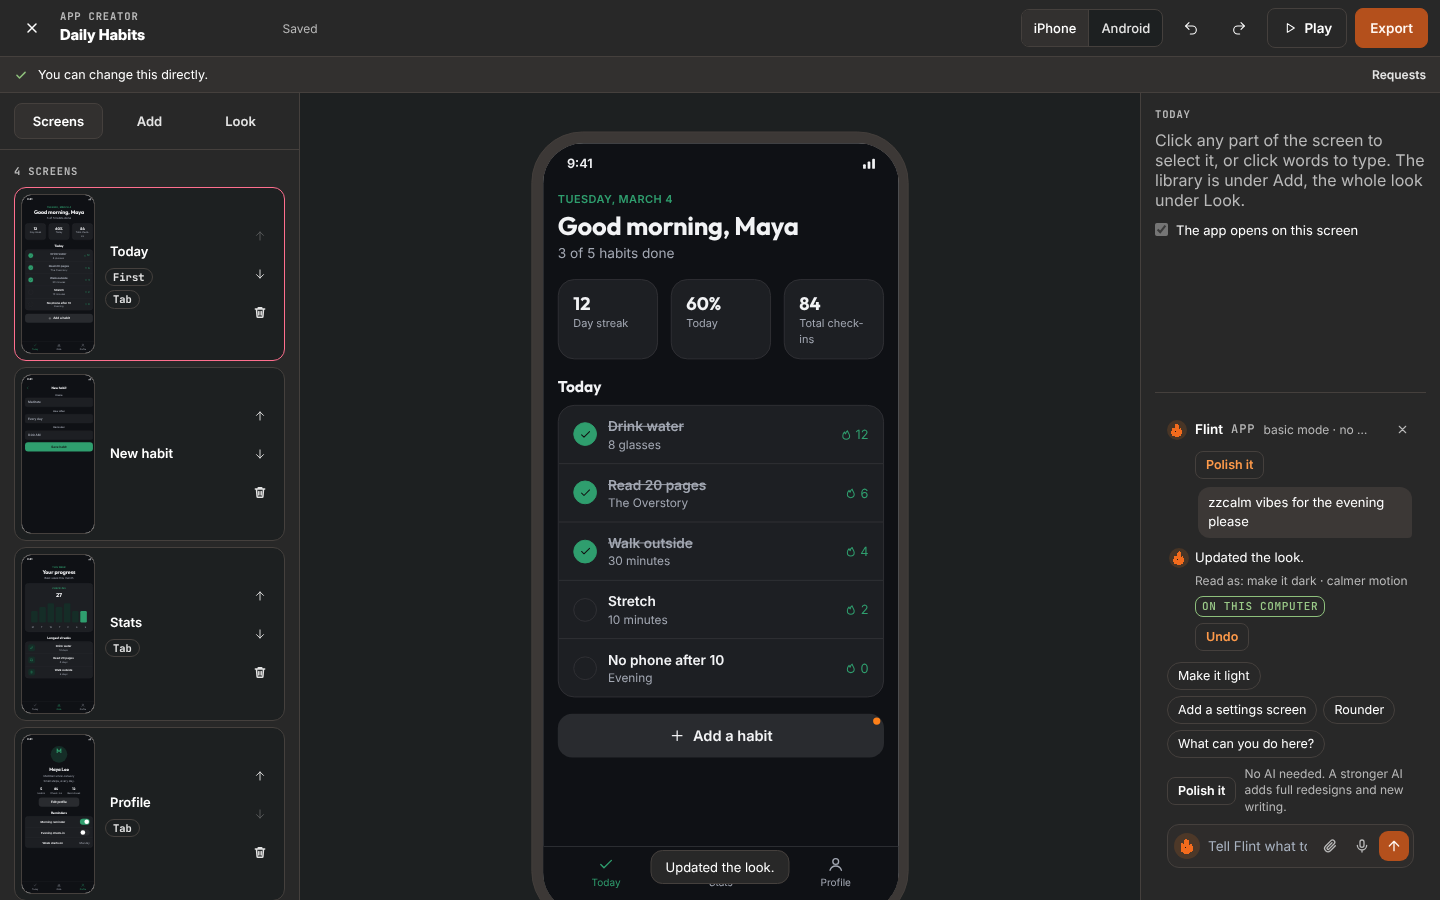 APP CREATOR
Daily Habits
Saved
iPhone
Android
Play
Export
You can change this directly.
Requests
Screens
Add
Look
4 SCREENS
Today
First
Tab
New habit
Stats
Tab
Profile
Tab
9:41
TUESDAY, MARCH 4
Good morning, Maya
3 of 5 habits done
12
Day streak
60%
Today
84
Total check-
ins
Today
Drink water
8 glasses
12
Read 20 pages
The Overstory
6
Walk outside
30 minutes
4
Stretch
10 minutes
2
No phone after 10
Evening
0
Add a habit
Today
Updated the look.
Stats
Profile
TODAY
Click any part of the screen to
select it, or click words to type. The
library is under Add, the whole look
under Look.
The app opens on this screen
Flint APP basic mode · no ...
Polish it
zzcalm vibes for the evening
please
Updated the look.
Read as: make it dark · calmer motion
ON THIS COMPUTER
Undo
Make it light
Add a settings screen
Rounder
What can you do here?
Polish it
No AI needed. A stronger AI
adds full redesigns and new
writing.
Tell Flint what to